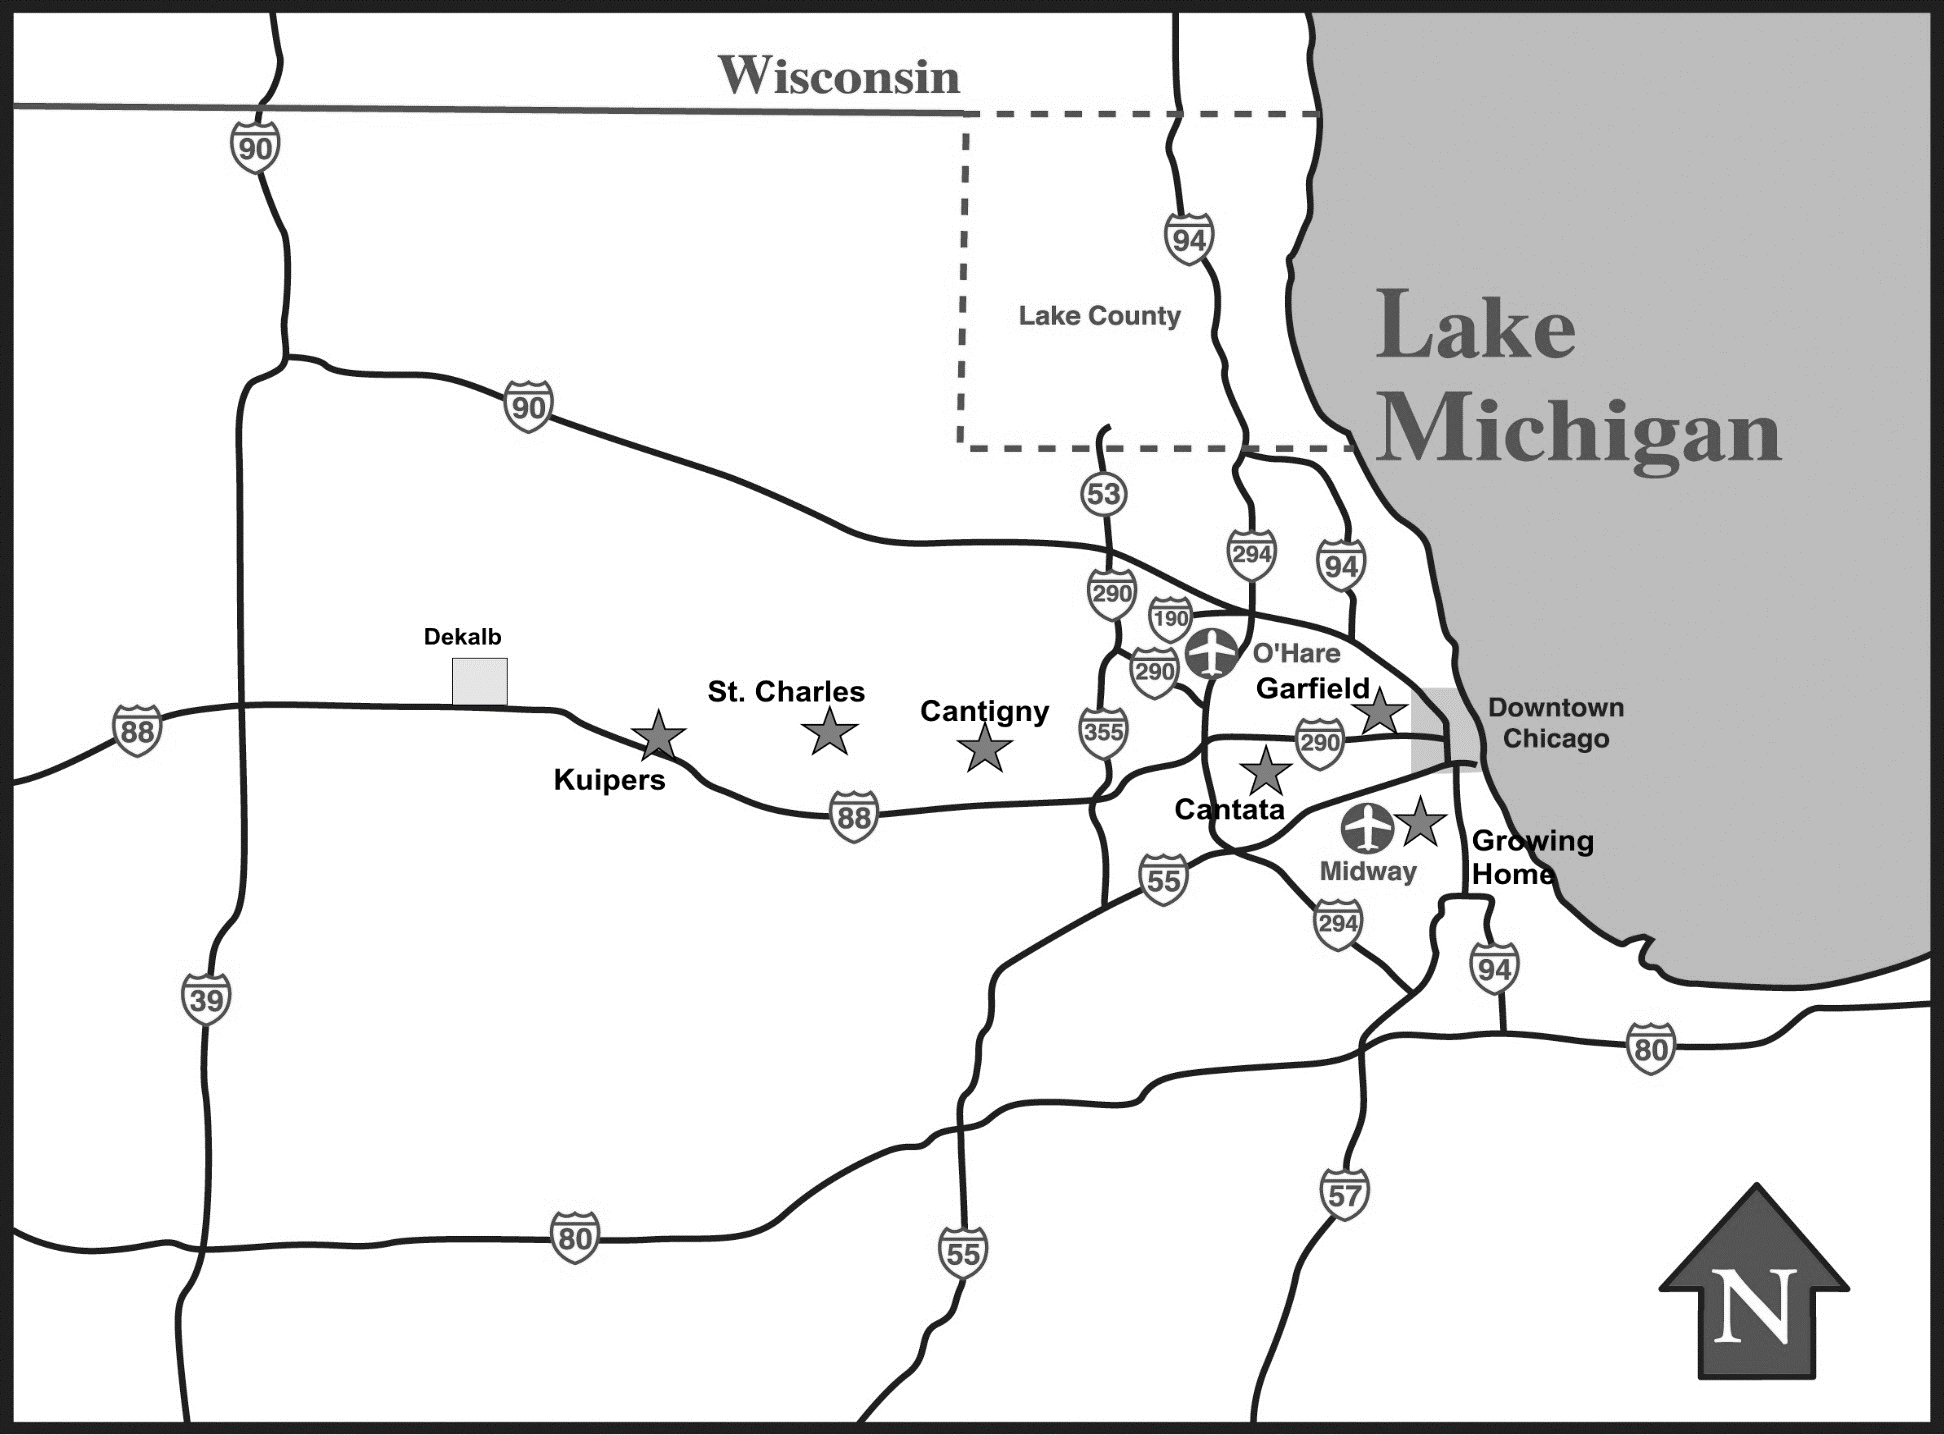 Wisconsin
90
94
Lake County
Lake
Michigan
90
53
294
94
290
190
Dekalb
O'Hare
290
St. Charles
Garfield
Cantigny
Downtown
Chicago
88
355
290
Kuipers
Cantata
88
Growing
Home
Midway
55
294
94
39
80
57
80
55
N